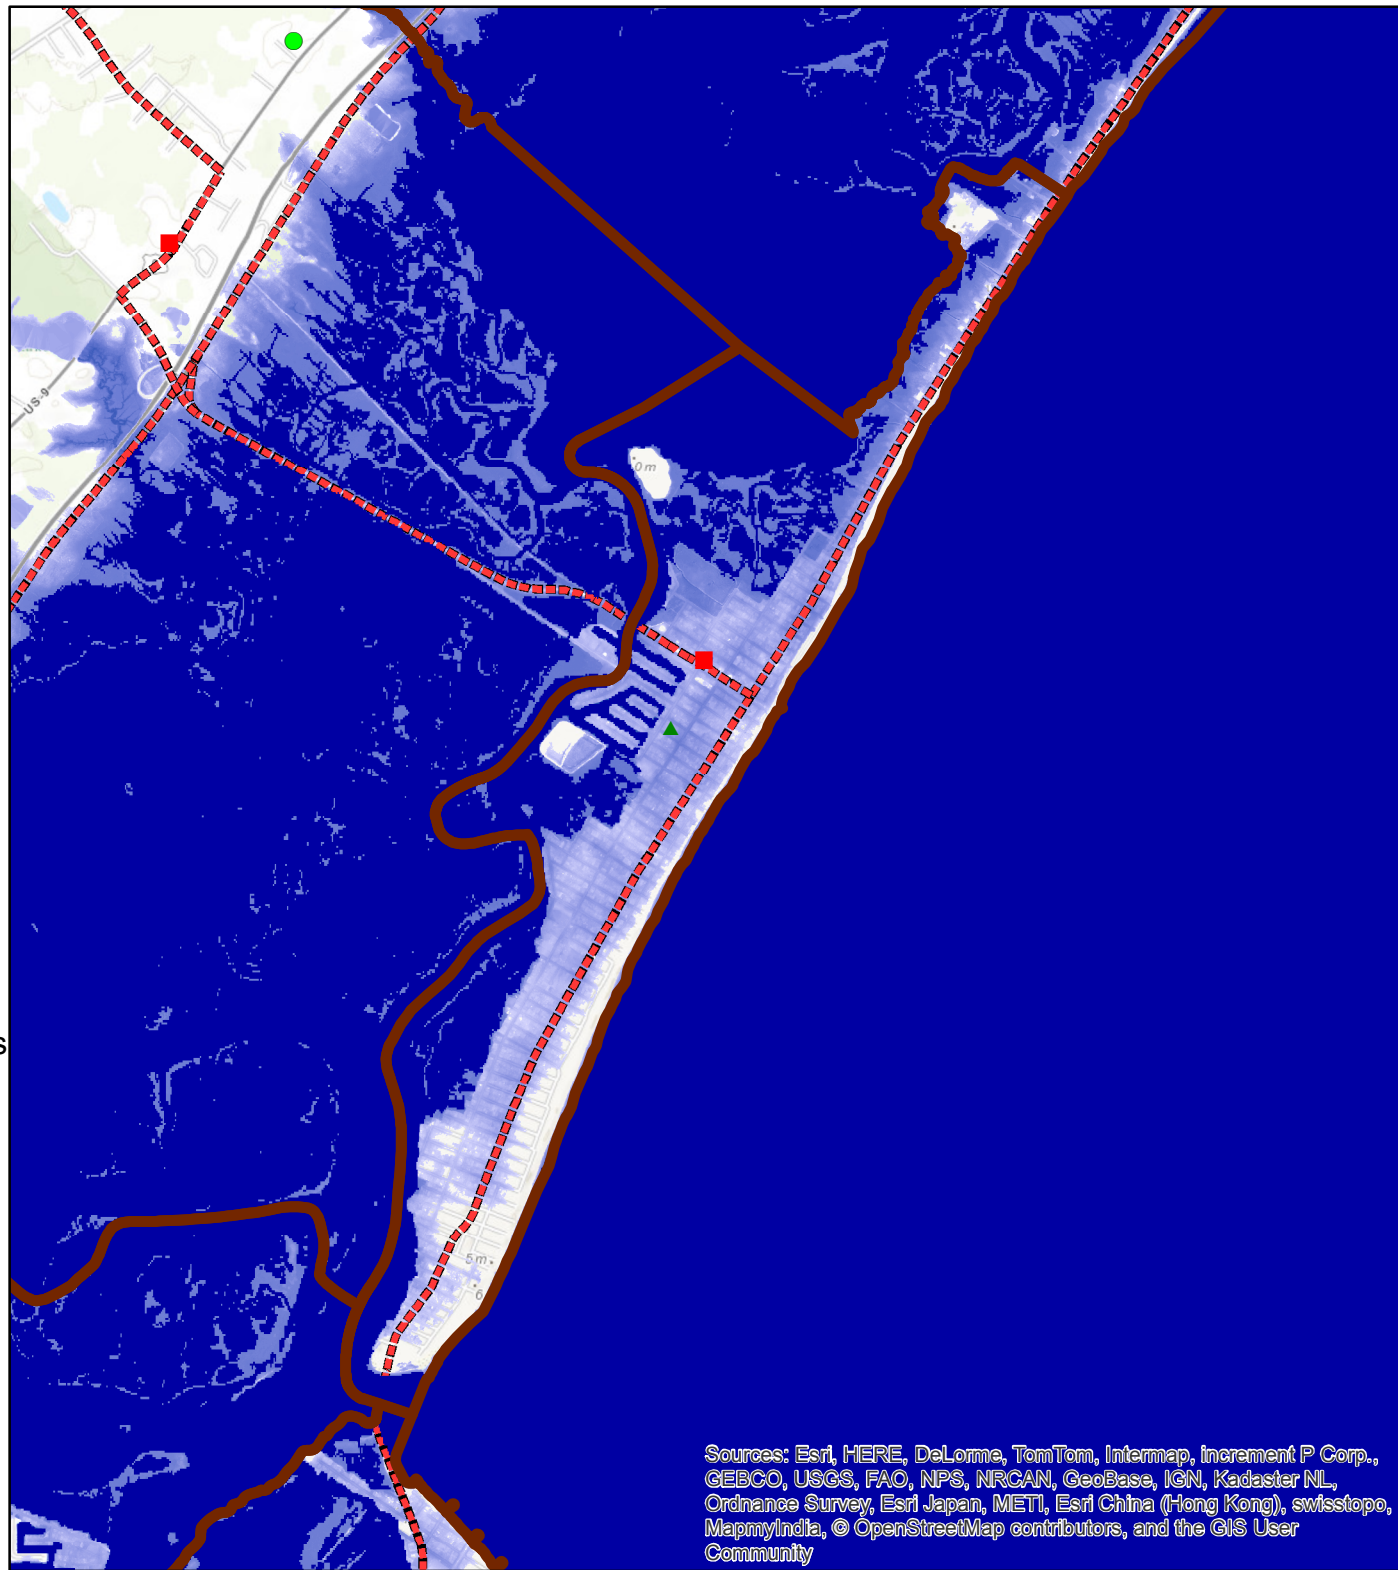 US-9
0 m
s
5 m
6
Sources: Esri, HERE, DeLorme, TomTom, Intermap, increment P Corp.,
GEBCO, USGS, FAO, NPS, NRCAN, GeoBase, IGN, Kadaster NL,
Ordnance Survey, Esri Japan, METI, Esri China (Hong Kong), swisstopo,
MapmyIndia, © OpenStreetMap contributors, and the GIS User
Community